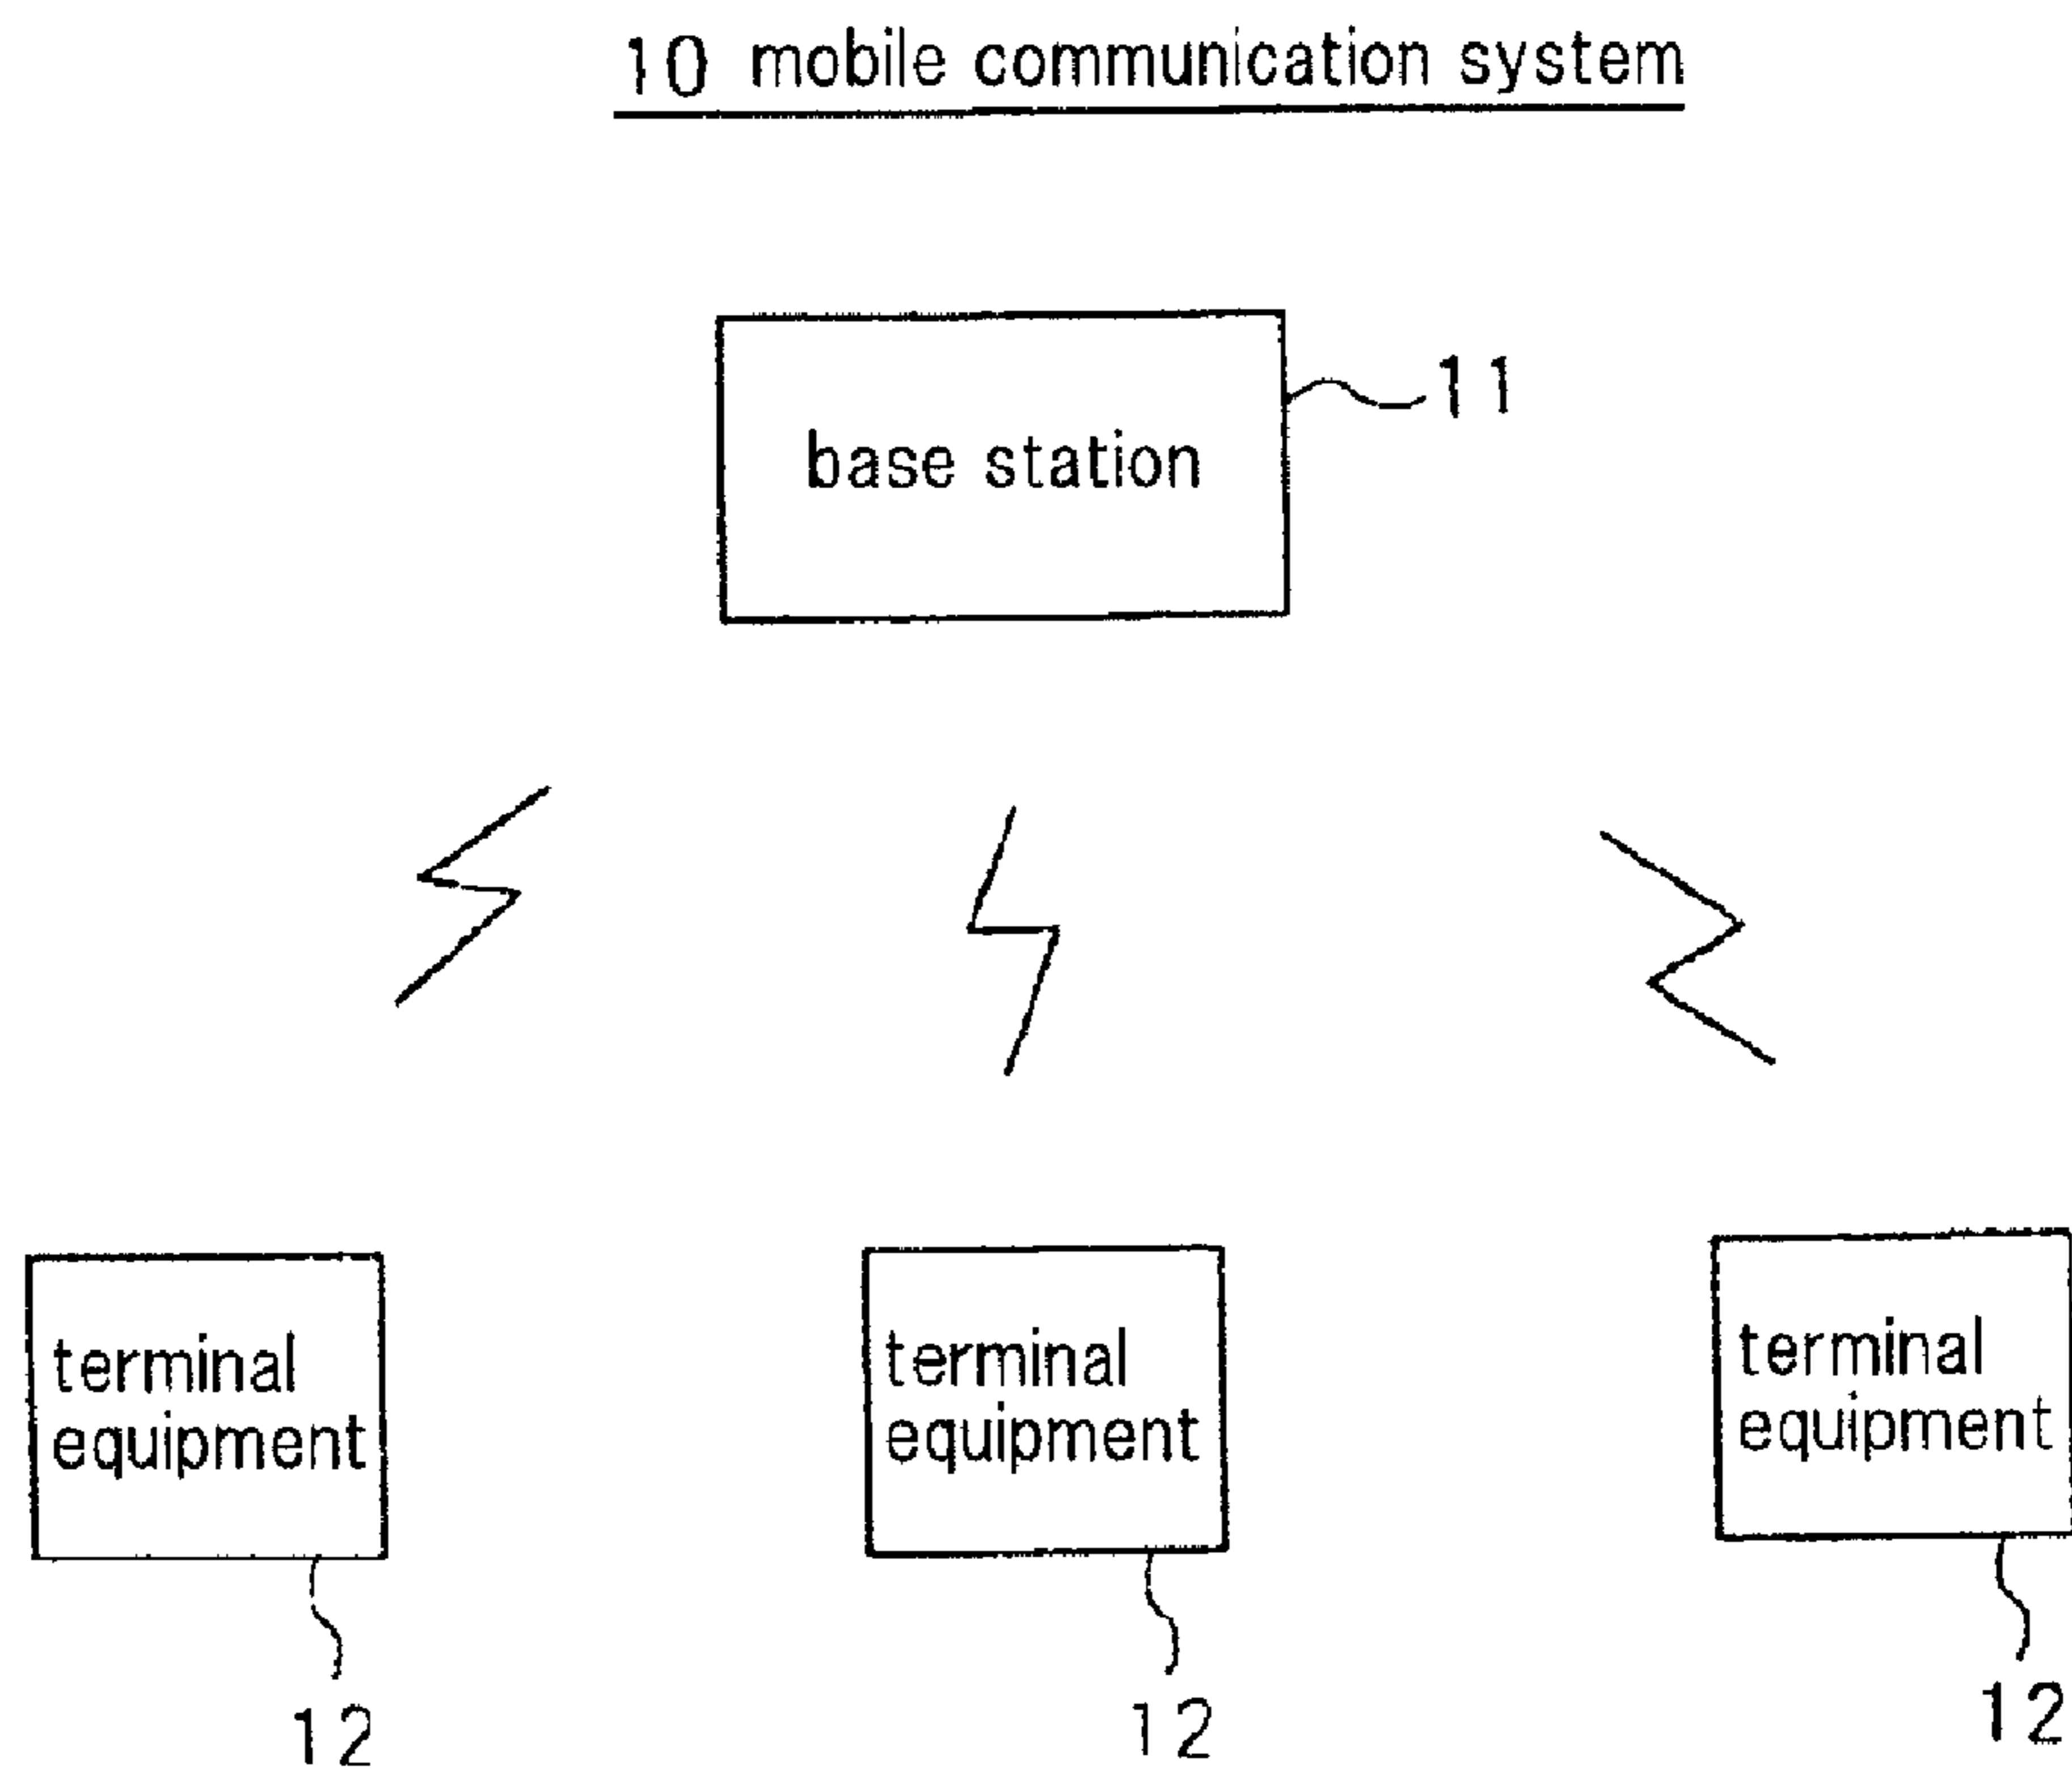 10 mobile communication system
11
base station
terminal
equipment
terminal
equipment
terminal
equipment
12
12
12